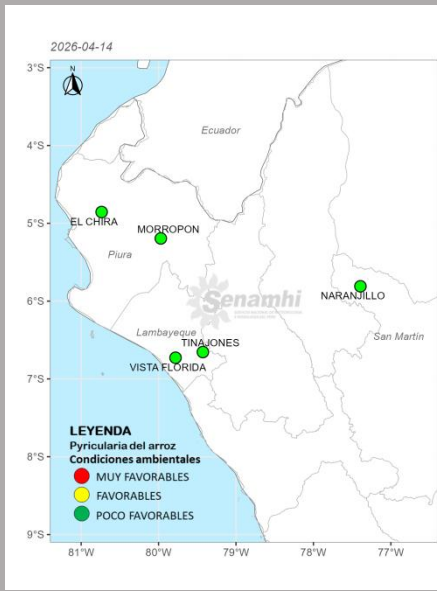 2026-04-14
N
3°S
4°S
5°S
6°S
7°S
8°S
9°S
Ecuador
EL CHIRA
MORROPON
Piura
Senamhi
NARANJILLO
Lambayeque
San Martín
TINAJONES
VISTA FLORIDA
LEYENDA
Pyricularia del arroz
Condiciones ambientales
MUY FAVORABLES
FAVORABLES
POCO FAVORABLES
81°W
80°W
79°W
78°W
77°W